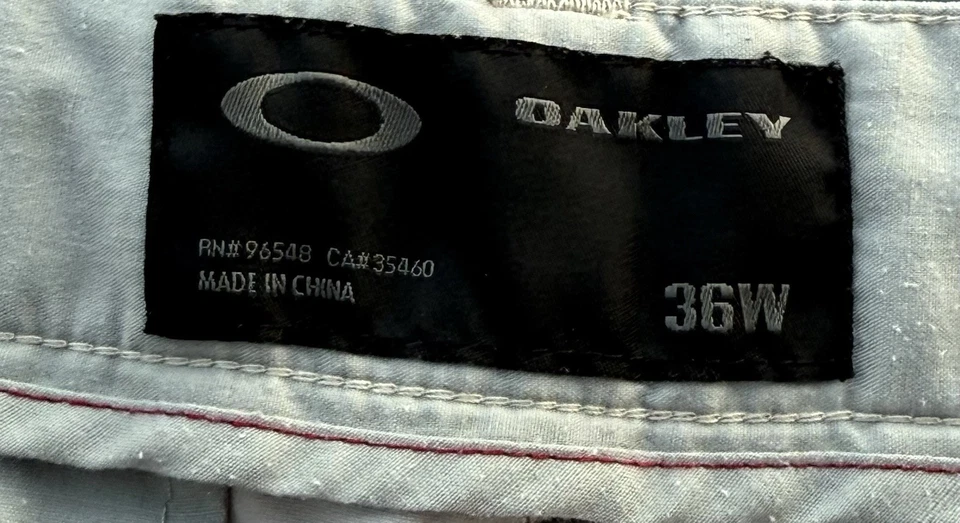 OAKLEY
RN#96548 CA#35460
MADE IN CHINA
36W